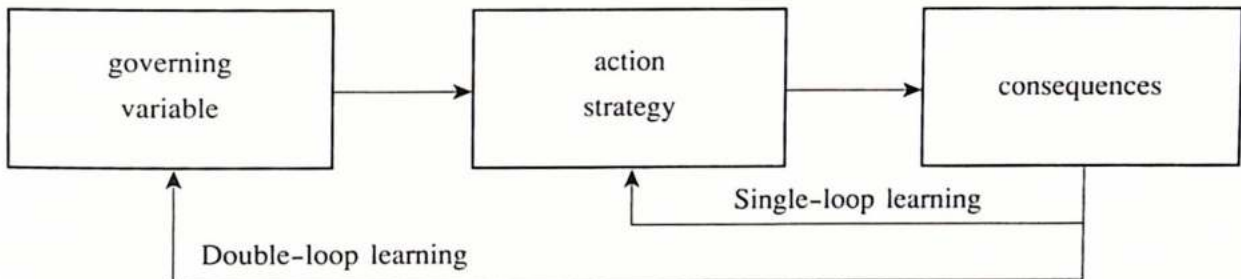 governing
variable
action
strategy
consequences
Single-loop learning
Double-loop learning